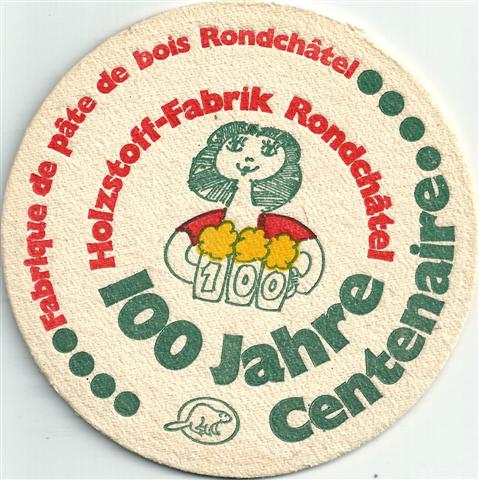 Fabrique de pâte de bois Rondchâtel
Centenaire
Holzstoff-Fabrik Rondchâtel
100 Jahre
100